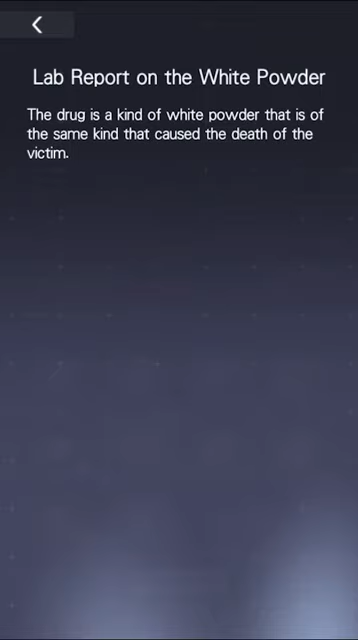 Lab Report on the White Powder
The drug is a kind of white powder that is of
the same kind that caused the death of the
victim.